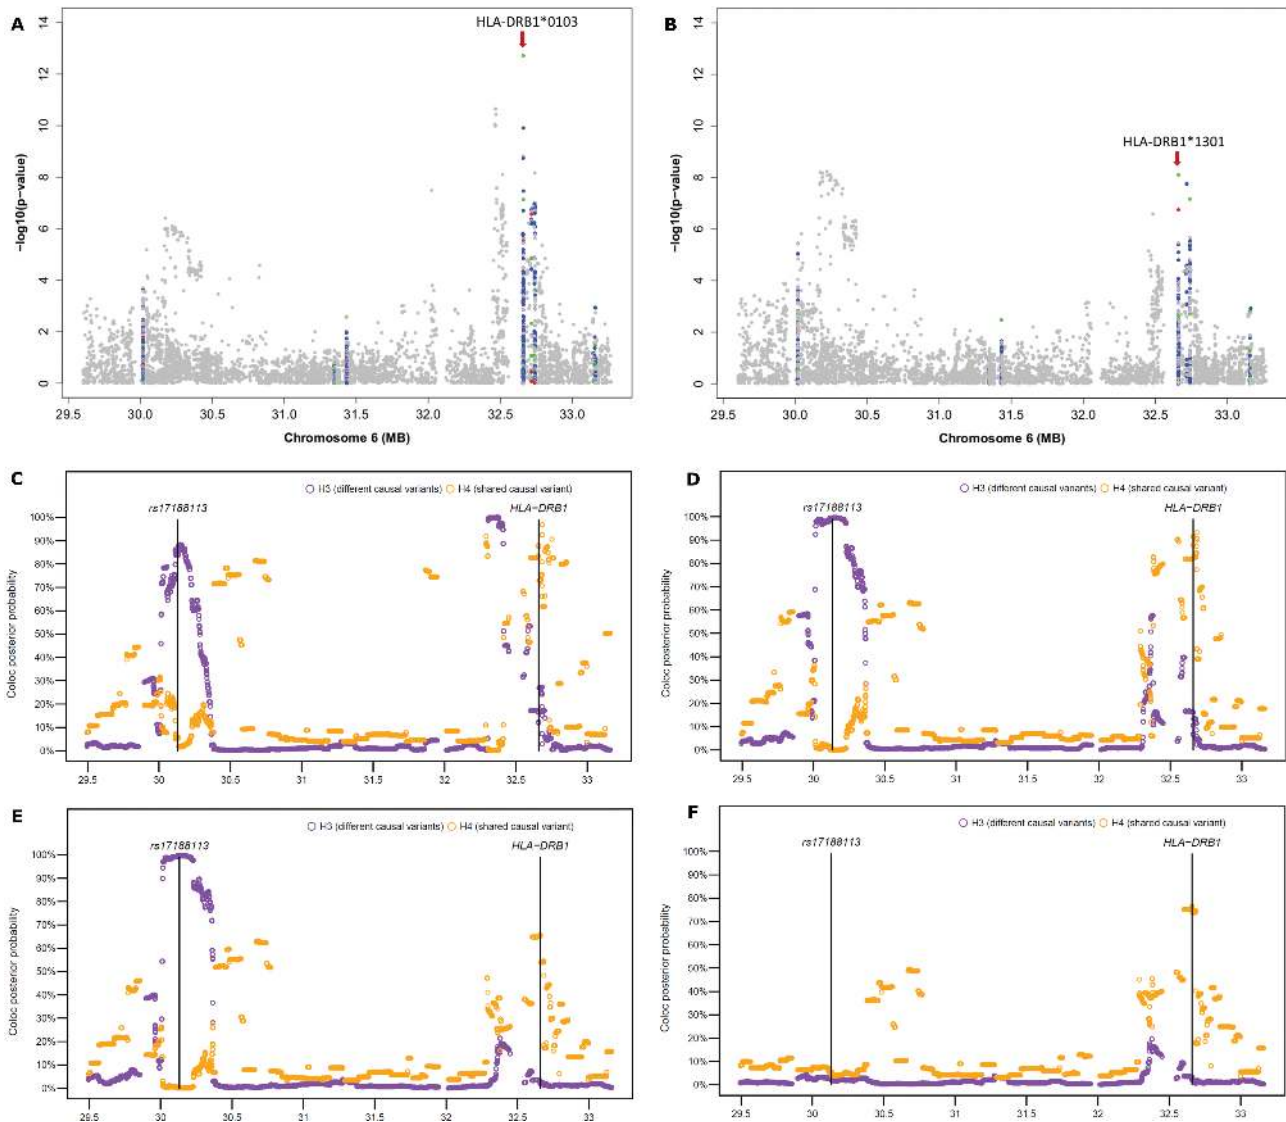 A
HLA-DRB1*0103
14
12
10
8
6
4
2
0
−log10(p−value)
29.5 30.0 30.5 31.0 31.5 32.0 32.5 33.0
Chromosome 6 (MB)
B
HLA-DRB1*1301
14
12
10
8
6
4
2
0
−log10(p−value)
29.5 30.0 30.5 31.0 31.5 32.0 32.5 33.0
Chromosome 6 (MB)
C
H3 (different causal variants) H4 (shared causal variant)
rs17188113 HLA−DRB1
100%
90%
80%
70%
60%
50%
40%
30%
20%
10%
0%
Coloc posterior probability
29.5 30 30.5 31 31.5 32 32.5 33
D
H3 (different causal variants) H4 (shared causal variant)
rs17188113 HLA−DRB1
100%
90%
80%
70%
60%
50%
40%
30%
20%
10%
0%
Coloc posterior probability
29.5 30 30.5 31 31.5 32 32.5 33
E
H3 (different causal variants) H4 (shared causal variant)
rs17188113 HLA−DRB1
100%
90%
80%
70%
60%
50%
40%
30%
20%
10%
0%
Coloc posterior probability
29.5 30 30.5 31 31.5 32 32.5 33
F
H3 (different causal variants) H4 (shared causal variant)
rs17188113 HLA−DRB1
100%
90%
80%
70%
60%
50%
40%
30%
20%
10%
0%
Coloc posterior probability
29.5 30 30.5 31 31.5 32 32.5 33